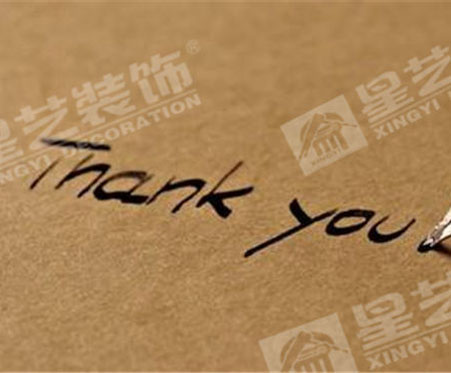 星艺装饰®
XINGYI DECORATION
星艺
XINGYI
Thank you
星艺
XINGYI